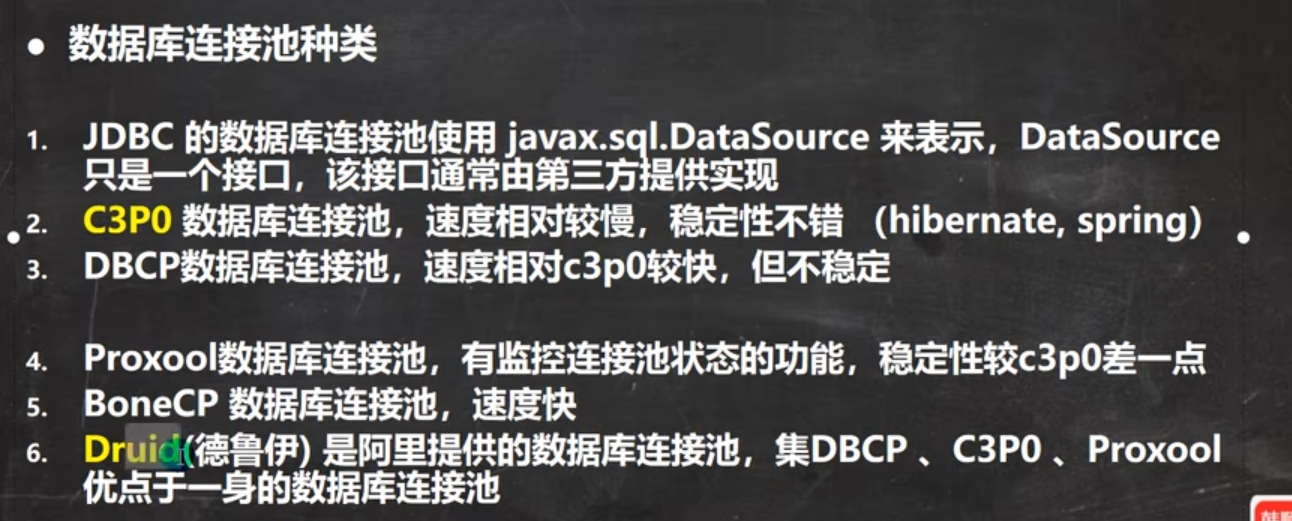 ● 数据库连接池种类
1. JDBC 的数据库连接池使用 javax.sql.DataSource 来表示，DataSource
只是一个接口，该接口通常由第三方提供实现
2. C3P0 数据库连接池，速度相对较慢，稳定性不错 （hibernate, spring）
3. DBCP数据库连接池，速度相对c3p0较快，但不稳定
4. Proxool数据库连接池，有监控连接池状态的功能，稳定性较c3p0差一点
5. BoneCP 数据库连接池，速度快
6. Druid(德鲁伊) 是阿里提供的数据库连接池，集DBCP 、C3P0 、Proxool
优点于一身的数据库连接池